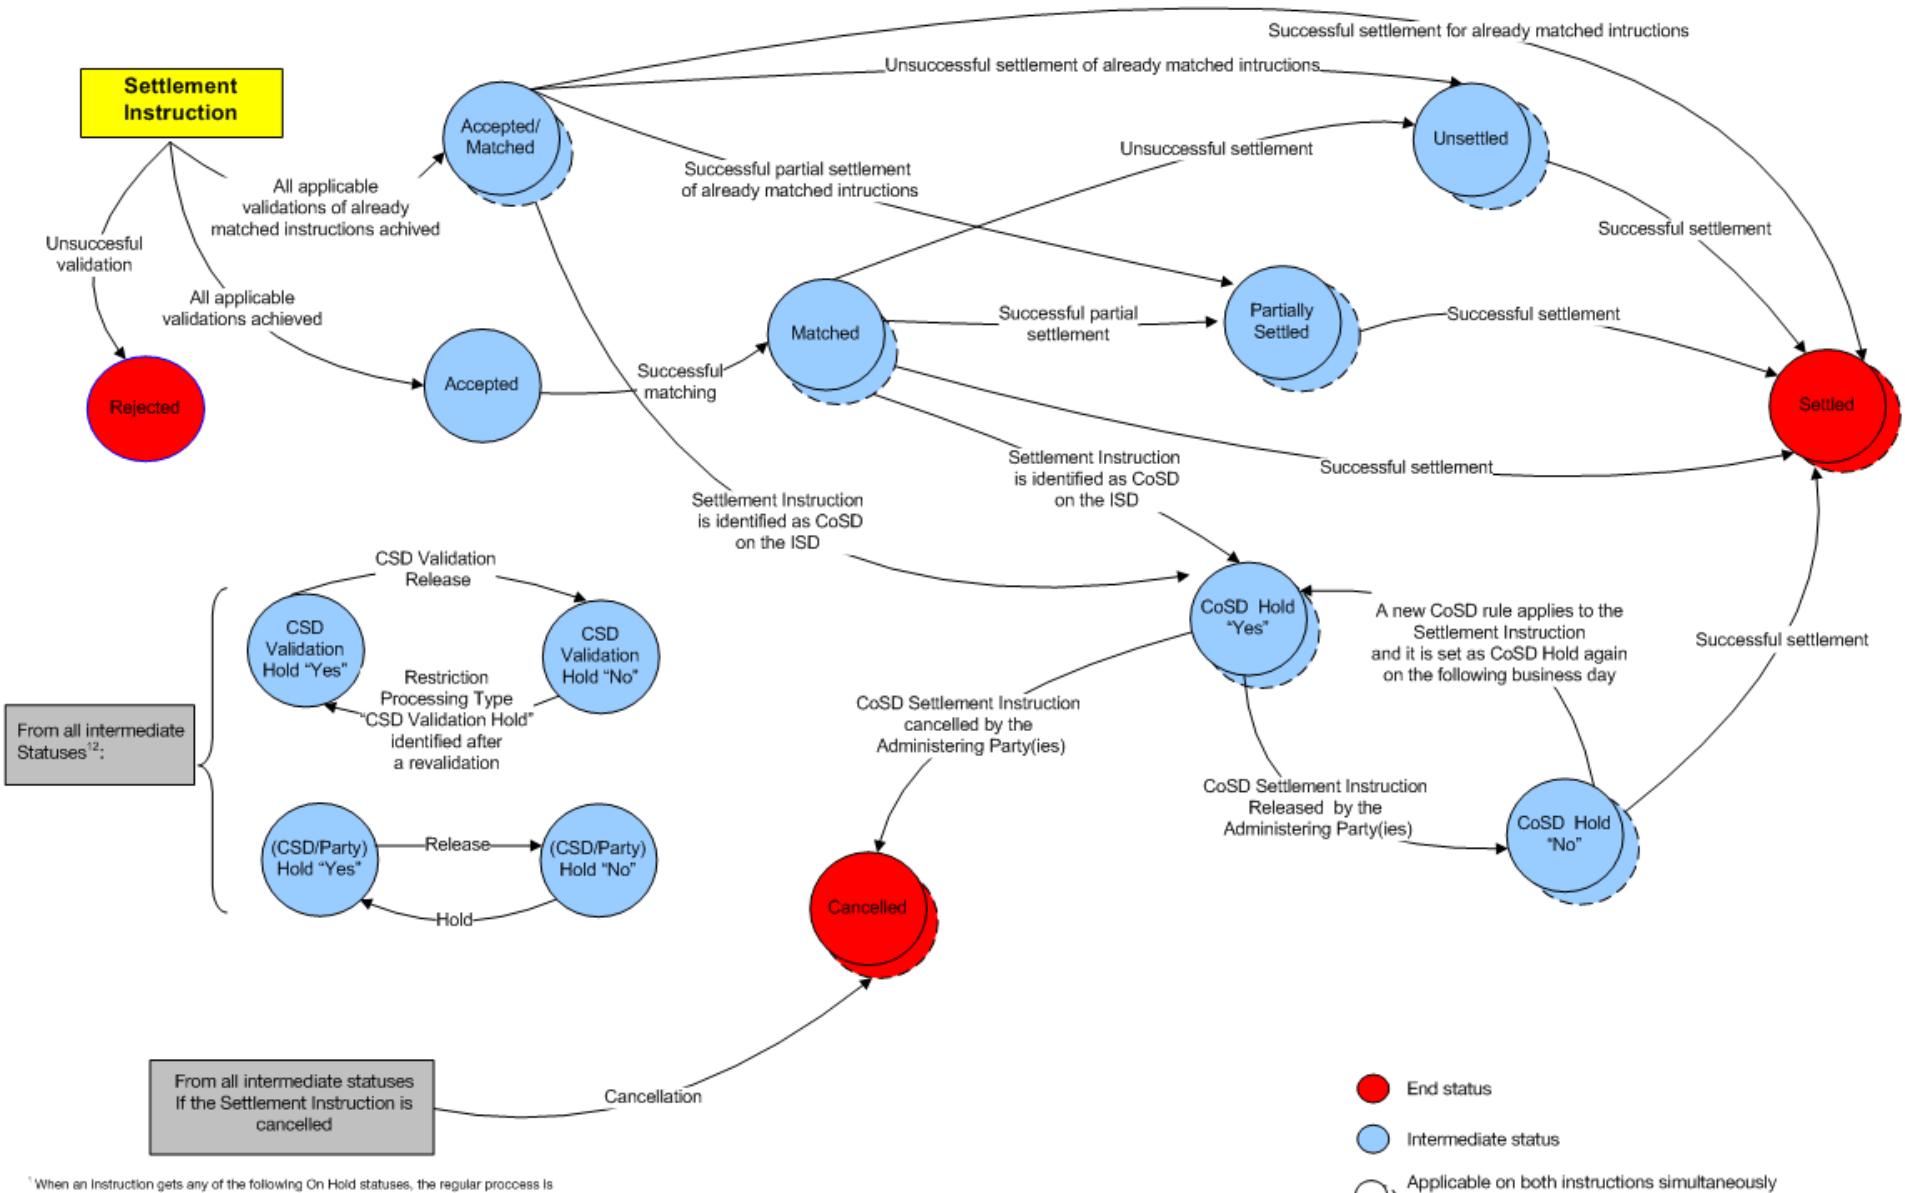 Settlement
Instruction
Successful settlement for already matched intructions
Unsuccessful settlement of already matched intructions
Accepted/
Matched
Unsettled
Unsuccessful settlement
Successful partial settlement
of already matched intructions
All applicable
validations of already
matched instructions achived
Unsuccesful
validation
Successful settlement
All applicable
validations achieved
Matched
Successful partial
settlement
Partially
Settled
Successful settlement
Rejected
Accepted
Successful
matching
Settled
Settlement Instruction
is identified as CoSD
on the ISD
Successful settlement
Settlement Instruction
is identified as CoSD
on the ISD
CSD Validation
Release
CSD
Validation
Hold “Yes”
CSD
Validation
Hold “No”
Restriction
Processing Type
“CSD Validation Hold”
identified after
a revalidation
CoSD Hold
“Yes”
A new CoSD rule applies to the
Settlement Instruction
and it is set as CoSD Hold again
on the following business day
Successful settlement
From all intermediate
Statuses¹²:
CoSD Settlement Instruction
cancelled by the
Administering Party(ies)
CoSD Settlement Instruction
Released by the
Administering Party(ies)
CoSD Hold
“No”
(CSD/Party)
Hold “Yes”
Release
(CSD/Party)
Hold “No”
Hold
Cancelled
From all intermediate statuses
If the Settlement Instruction is
cancelled
Cancellation
End status
Intermediate status
Applicable on both instructions simultaneously
¹ When an Instruction gets any of the following On Hold statuses, the regular proccess is